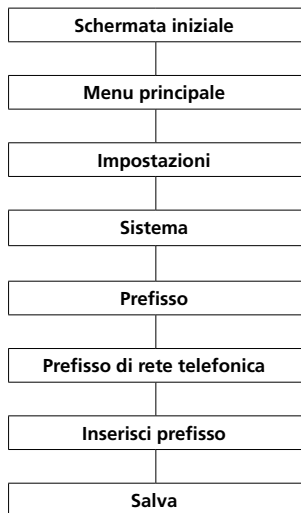 Schermata iniziale
Menu principale
Impostazioni
Sistema
Prefisso
Prefisso di rete telefonica
Inserisci prefisso
Salva